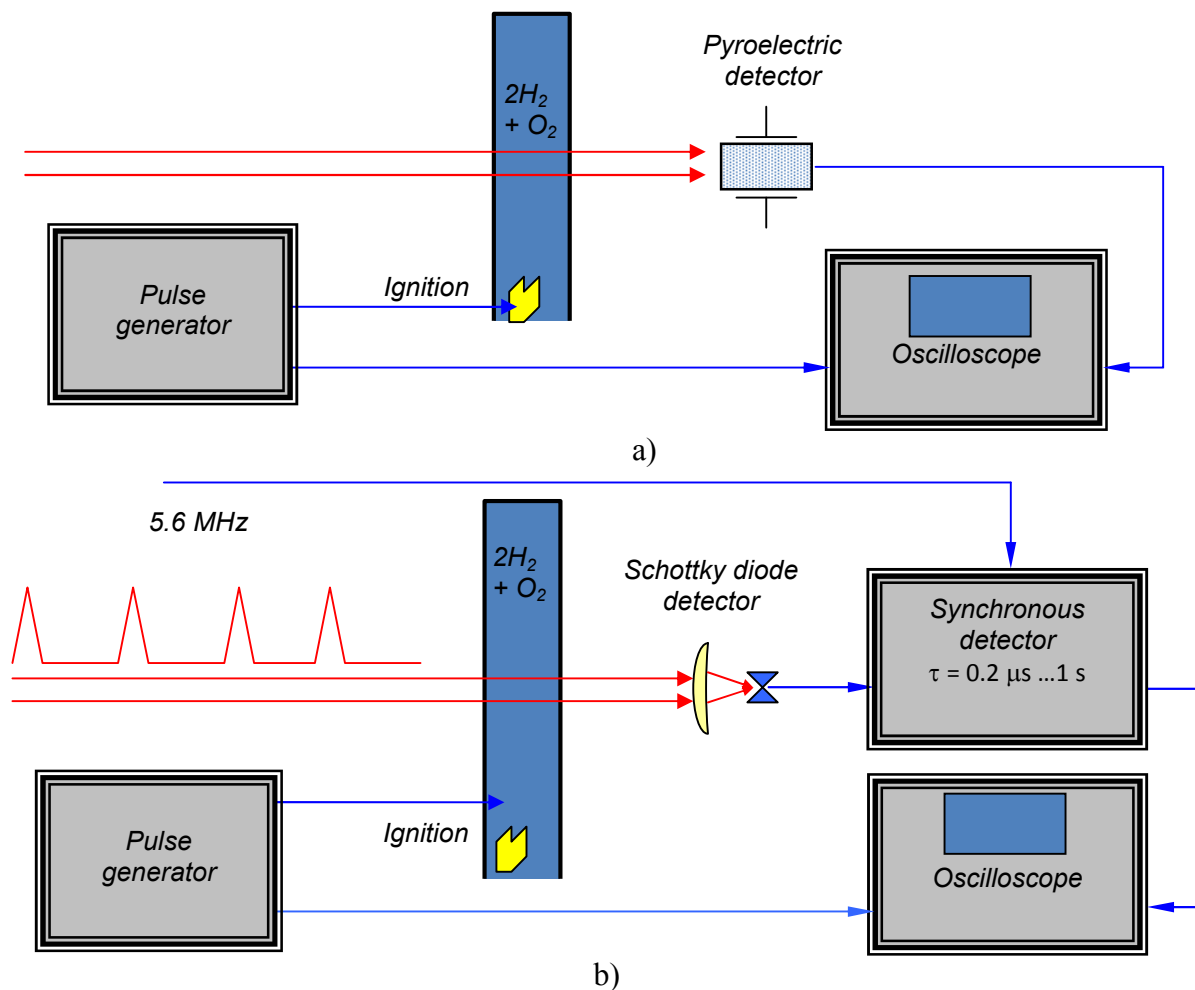 Pyroelectric
detector
2H₂
+ O₂
Pulse
generator
Ignition
Oscilloscope
a)
5.6 MHz
2H₂
+ O₂
Schottky diode
detector
Synchronous
detector
τ = 0.2 μs ...1 s
Pulse
generator
Ignition
Oscilloscope
b)